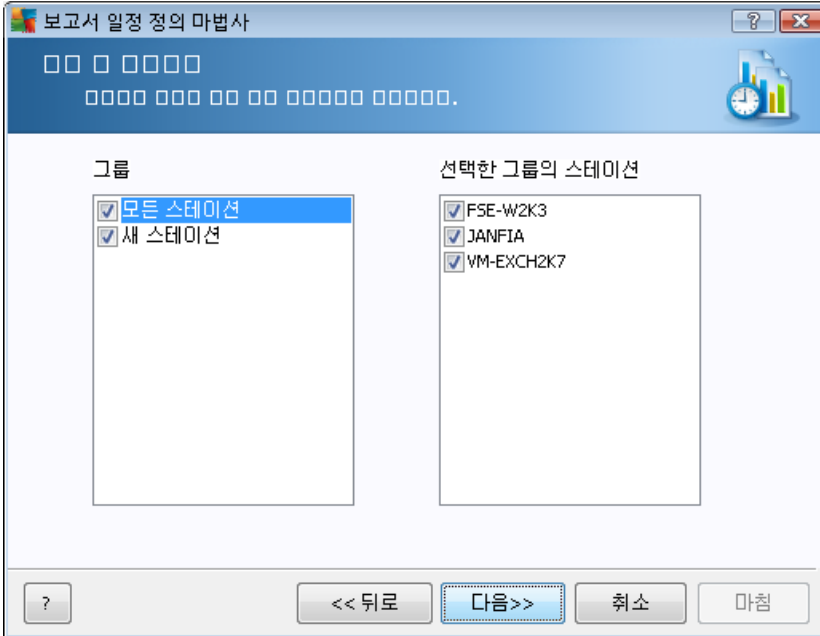 보고서 일정 정의 마법사
□□ □ □□□□
□□□□ □□□ □□ □□ □□□□□ □□□□□.
그룹
모든 스테이션
새 스테이션
선택한 그룹의 스테이션
FSE-W2K3
JANFIA
VM-EXCH2K7
?
<< 뒤로
다음>>
취소
마침